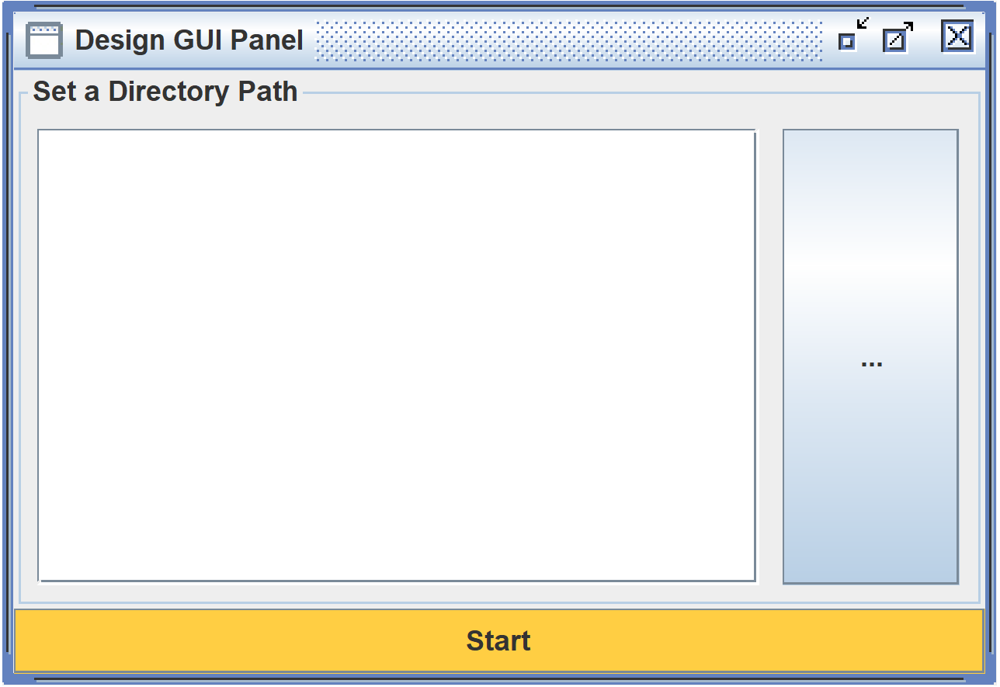 Design GUI Panel
Set a Directory Path
...
Start